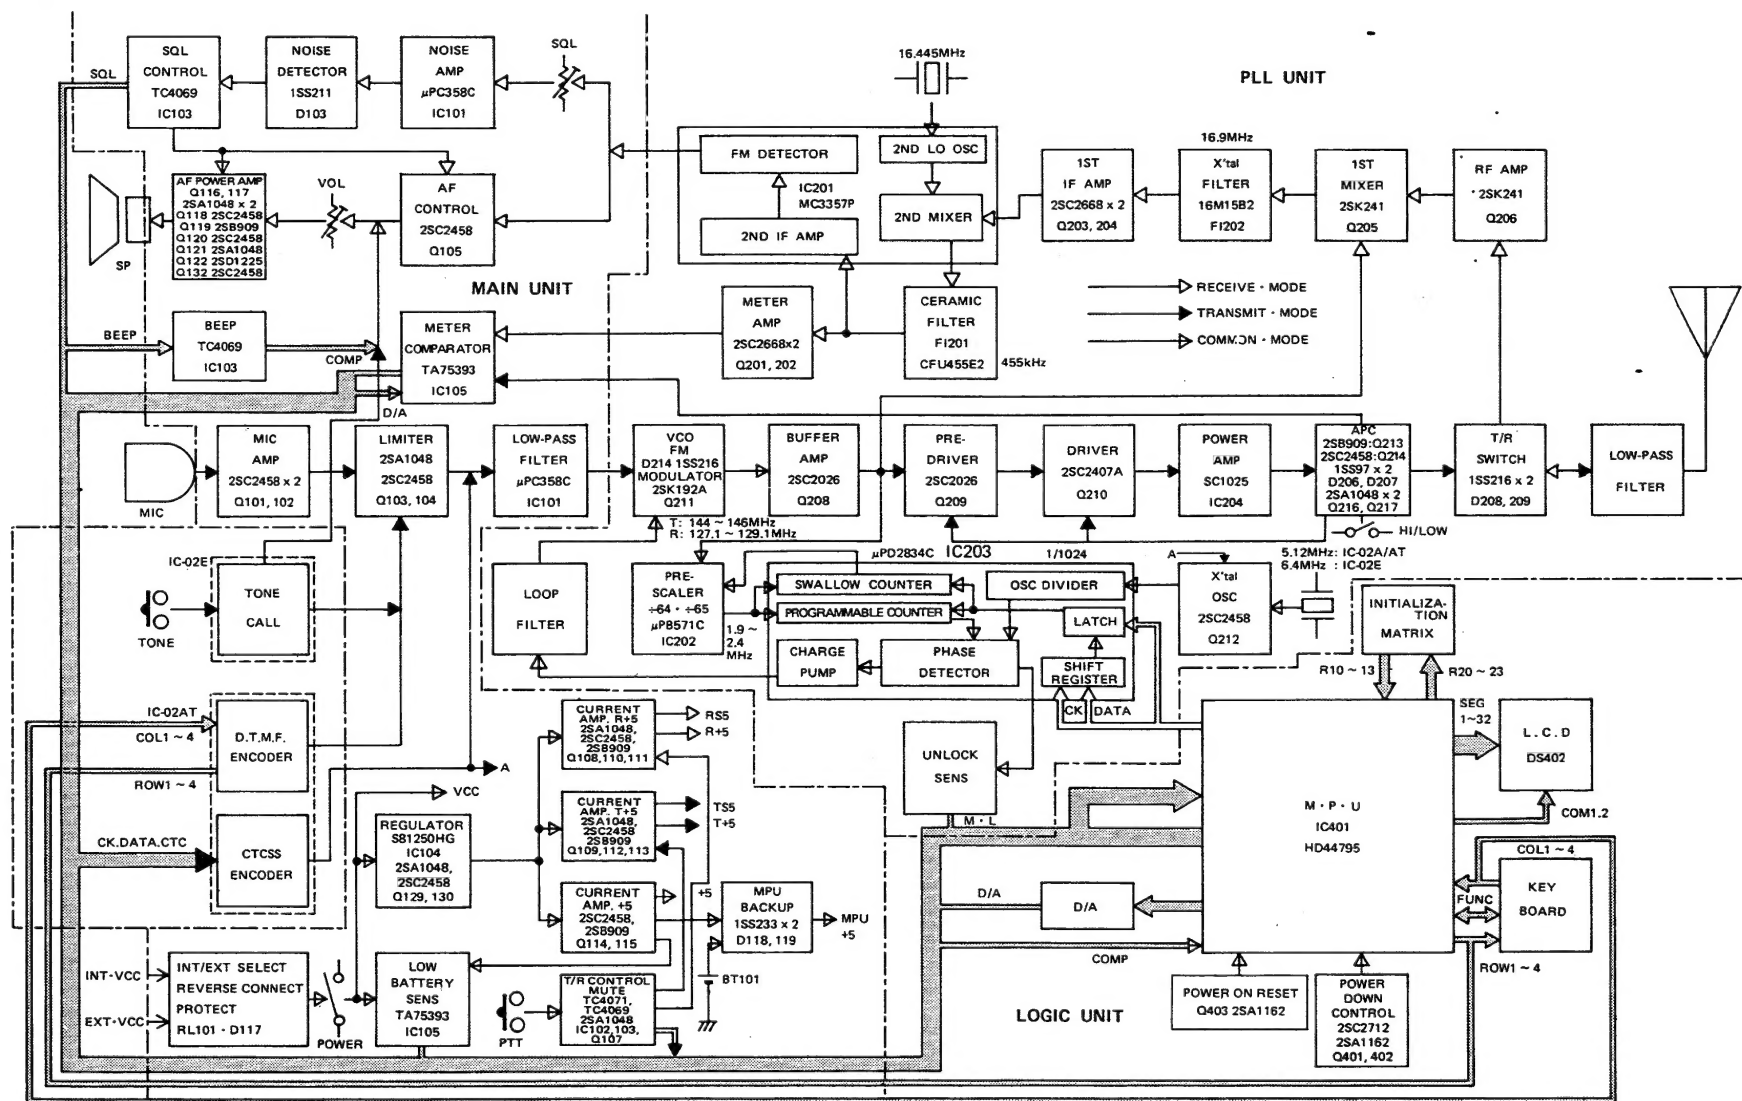 SQL
SQL
CONTROL
TC4069
IC103
NOISE
DETECTOR
1SS211
D103
NOISE
AMP
μPC358C
IC101
SQL
16.445MHz
PLL UNIT
FM DETECTOR
2ND LO OSC
IC201
MC3357P
2ND IF AMP
2ND MIXER
1ST
IF AMP
2SC2668 x 2
Q203, 204
16.9MHz
X'tal
FILTER
16M15B2
FI202
1ST
MIXER
2SK241
Q205
RF AMP
2SK241
Q206
AF POWER AMP
Q116, 117
2SA1048 x 2
Q118 2SC2458
Q119 2SB909
Q120 2SC2458
Q121 2SA1048
Q122 2SD1225
Q132 2SC2458
VOL
AF
CONTROL
2SC2458
Q105
SP
MAIN UNIT
BEEP
BEEP
TC4069
IC103
COMP
METER
COMPARATOR
TA75393
IC105
D/A
METER
AMP
2SC2668x2
Q201, 202
CERAMIC
FILTER
FI201
CFU455E2
455kHz
RECEIVE · MODE
TRANSMIT · MODE
COMMON · MODE
MIC
MIC
AMP
2SC2458 x 2
Q101, 102
LIMITER
2SA1048
2SC2458
Q103, 104
LOW-PASS
FILTER
μPC358C
IC101
VCO
FM
D214 1SS216
MODULATOR
2SK192A
Q211
T: 144 ~ 146MHz
R: 127.1 ~ 129.1MHz
BUFFER
AMP
2SC2026
Q208
PRE-
DRIVER
2SC2026
Q209
DRIVER
2SC2407A
Q210
POWER
AMP
SC1025
IC204
APC
2SB909:Q213
2SC2458:Q214
1SS97 x 2
D206, D207
2SA1048 x 2
Q216, Q217
HI/LOW
T/R
SWITCH
1SS216 x 2
D208, 209
LOW-PASS
FILTER
IC-02E
TONE
CALL
TONE
LOOP
FILTER
PRE-
SCALER
÷64 · ÷65
μPB571C
IC202
1.9 ~
2.4
MHz
μPD2834C
IC203
1/1024
SWALLOW COUNTER
OSC DIVIDER
PROGRAMMABLE COUNTER
LATCH
CHARGE
PUMP
PHASE
DETECTOR
SHIFT
REGISTER
CK
DATA
A
X'tal
OSC
2SC2458
Q212
5.12MHz : IC-02A/AT
6.4MHz : IC-02E
INITIALIZA-
TION
MATRIX
R10 ~ 13
R20 ~ 23
IC-02AT
COL1 ~ 4
D.T.M.F.
ENCODER
ROW1 ~ 4
A
VCC
CK.DATA.CTC
CTCSS
ENCODER
REGULATOR
S81250HG
IC104
2SA1048,
2SC2458
Q129, 130
CURRENT
AMP. R+5
2SA1048,
2SC2458,
2SB909
Q108,110,111
RS5
R+5
CURRENT
AMP. T+5
2SA1048,
2SC2458
2SB909
Q109,112,113
TS5
T+5
CURRENT
AMP. +5
2SC2458,
2SB909
Q114, 115
+5
MPU
BACKUP
1SS233 x 2
D118, 119
MPU
+5
BT101
UNLOCK
SENS
M · L
M · P · U
IC401
HD44795
SEG
1~32
L . C . D
DS402
COM1.2
COL1 ~ 4
KEY
BOARD
FUNC
ROW1 ~ 4
D/A
D/A
COMP
INT·VCC
EXT·VCC
INT/EXT SELECT
REVERSE CONNECT
PROTECT
RL101 · D117
POWER
LOW
BATTERY
SENS
TA75393
IC105
PTT
T/R CONTROL
MUTE
TC4071,
TC4069
2SA1048
IC102,103,
Q107
LOGIC UNIT
POWER ON RESET
Q403 2SA1162
POWER
DOWN
CONTROL
2SC2712
2SA1162
Q401, 402